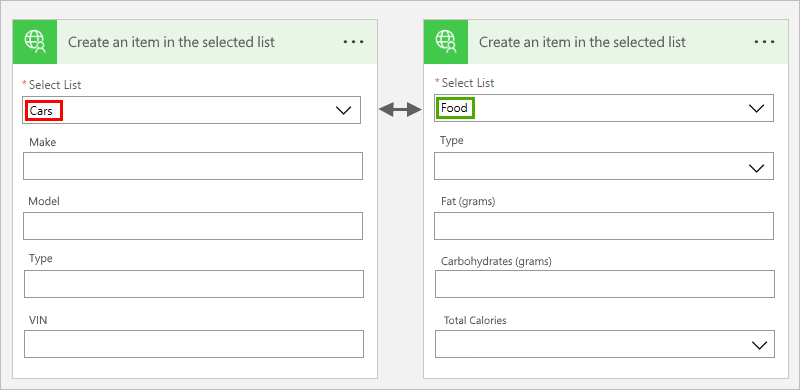 Create an item in the selected list ...
* Select List
Cars
Make
Model
Type
VIN
Create an item in the selected list ...
* Select List
Food
Type
Fat (grams)
Carbohydrates (grams)
Total Calories